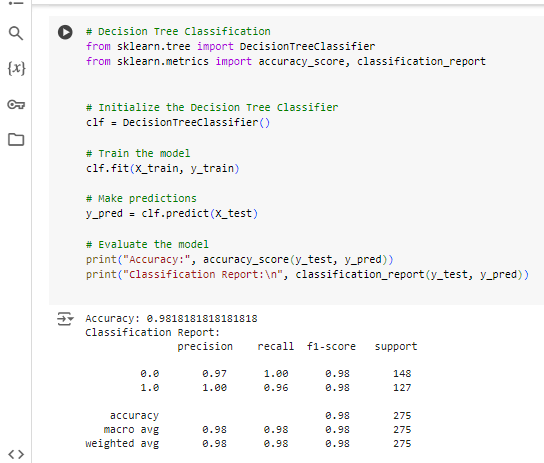 # Decision Tree Classification
from sklearn.tree import DecisionTreeClassifier
from sklearn.metrics import accuracy_score, classification_report
{x}
# Initialize the Decision Tree Classifier
clf = DecisionTreeClassifier()
# Train the model
clf.fit(X_train, y_train)
# Make predictions
y_pred = clf.predict(X_test)
# Evaluate the model
print("Accuracy:", accuracy_score(y_test, y_pred))
print("Classification Report:\n", classification_report(y_test, y_pred))
Accuracy: 0.9818181818181818
Classification Report:
precision recall f1-score support
0.0 0.97 1.00 0.98 148
1.0 1.00 0.96 0.98 127
accuracy 0.98 275
macro avg 0.98 0.98 0.98 275
weighted avg 0.98 0.98 0.98 275